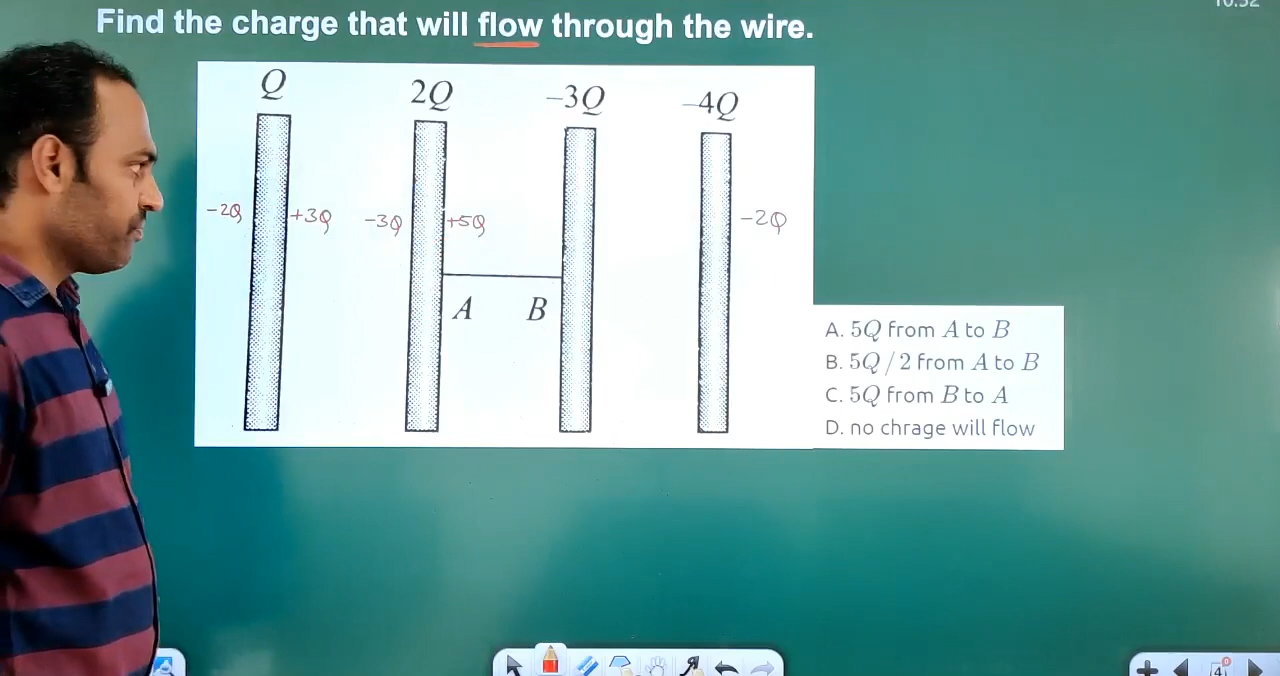 Find the charge that will flow through the wire.
Q 2Q −3Q −4Q
-2Q +3Q -3Q +5Q -2Q
A B
A. 5Q from A to B
B. 5Q / 2 from A to B
C. 5Q from B to A
D. no chrage will flow
4